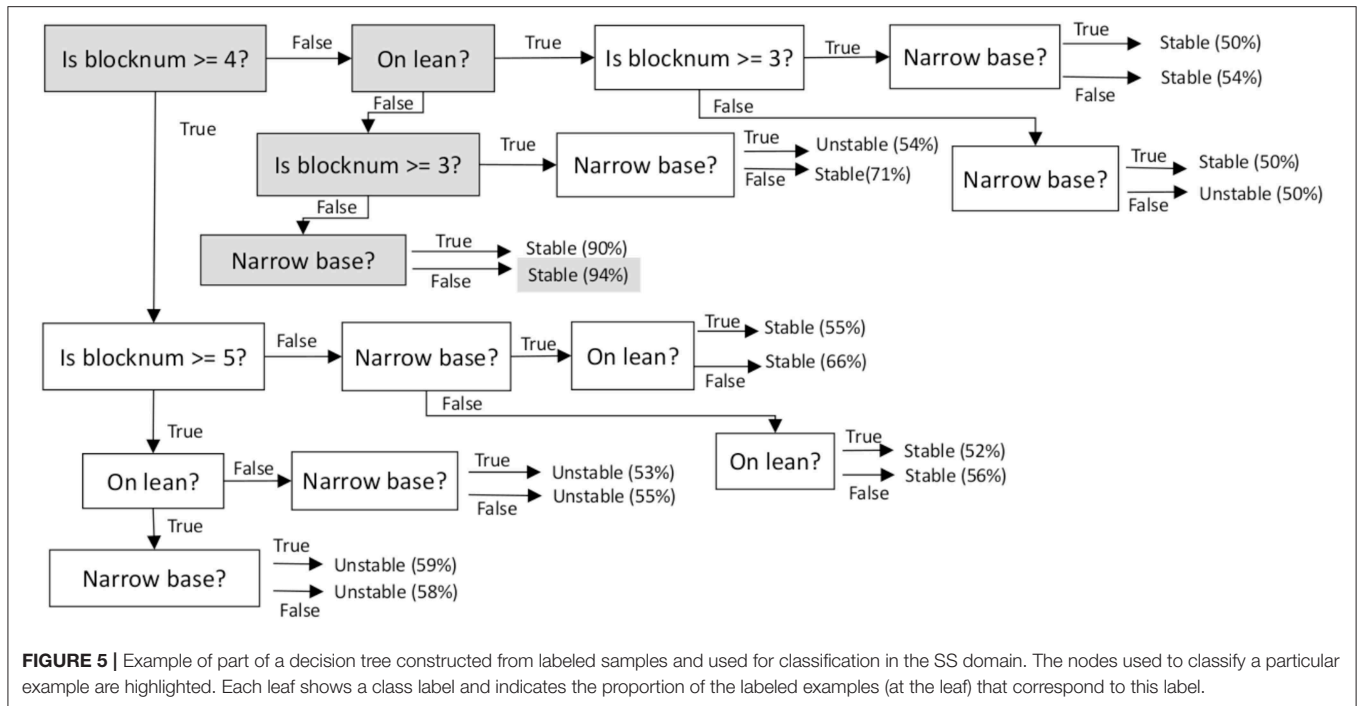 Is blocknum >= 4?
False
On lean?
True
Is blocknum >= 3?
True
Narrow base?
True
Stable (50%)
False
Stable (54%)
True
False
Is blocknum >= 3?
True
Narrow base?
True
Unstable (54%)
False
Stable(71%)
False
Narrow base?
True
Stable (50%)
False
Unstable (50%)
False
Narrow base?
True
Stable (90%)
False
Stable (94%)
Is blocknum >= 5?
False
Narrow base?
True
On lean?
True
Stable (55%)
False
Stable (66%)
False
On lean?
True
Stable (52%)
False
Stable (56%)
True
On lean?
False
Narrow base?
True
Unstable (53%)
False
Unstable (55%)
True
Narrow base?
True
Unstable (59%)
False
Unstable (58%)
FIGURE 5 | Example of part of a decision tree constructed from labeled samples and used for classification in the SS domain. The nodes used to classify a particular
example are highlighted. Each leaf shows a class label and indicates the proportion of the labeled examples (at the leaf) that correspond to this label.